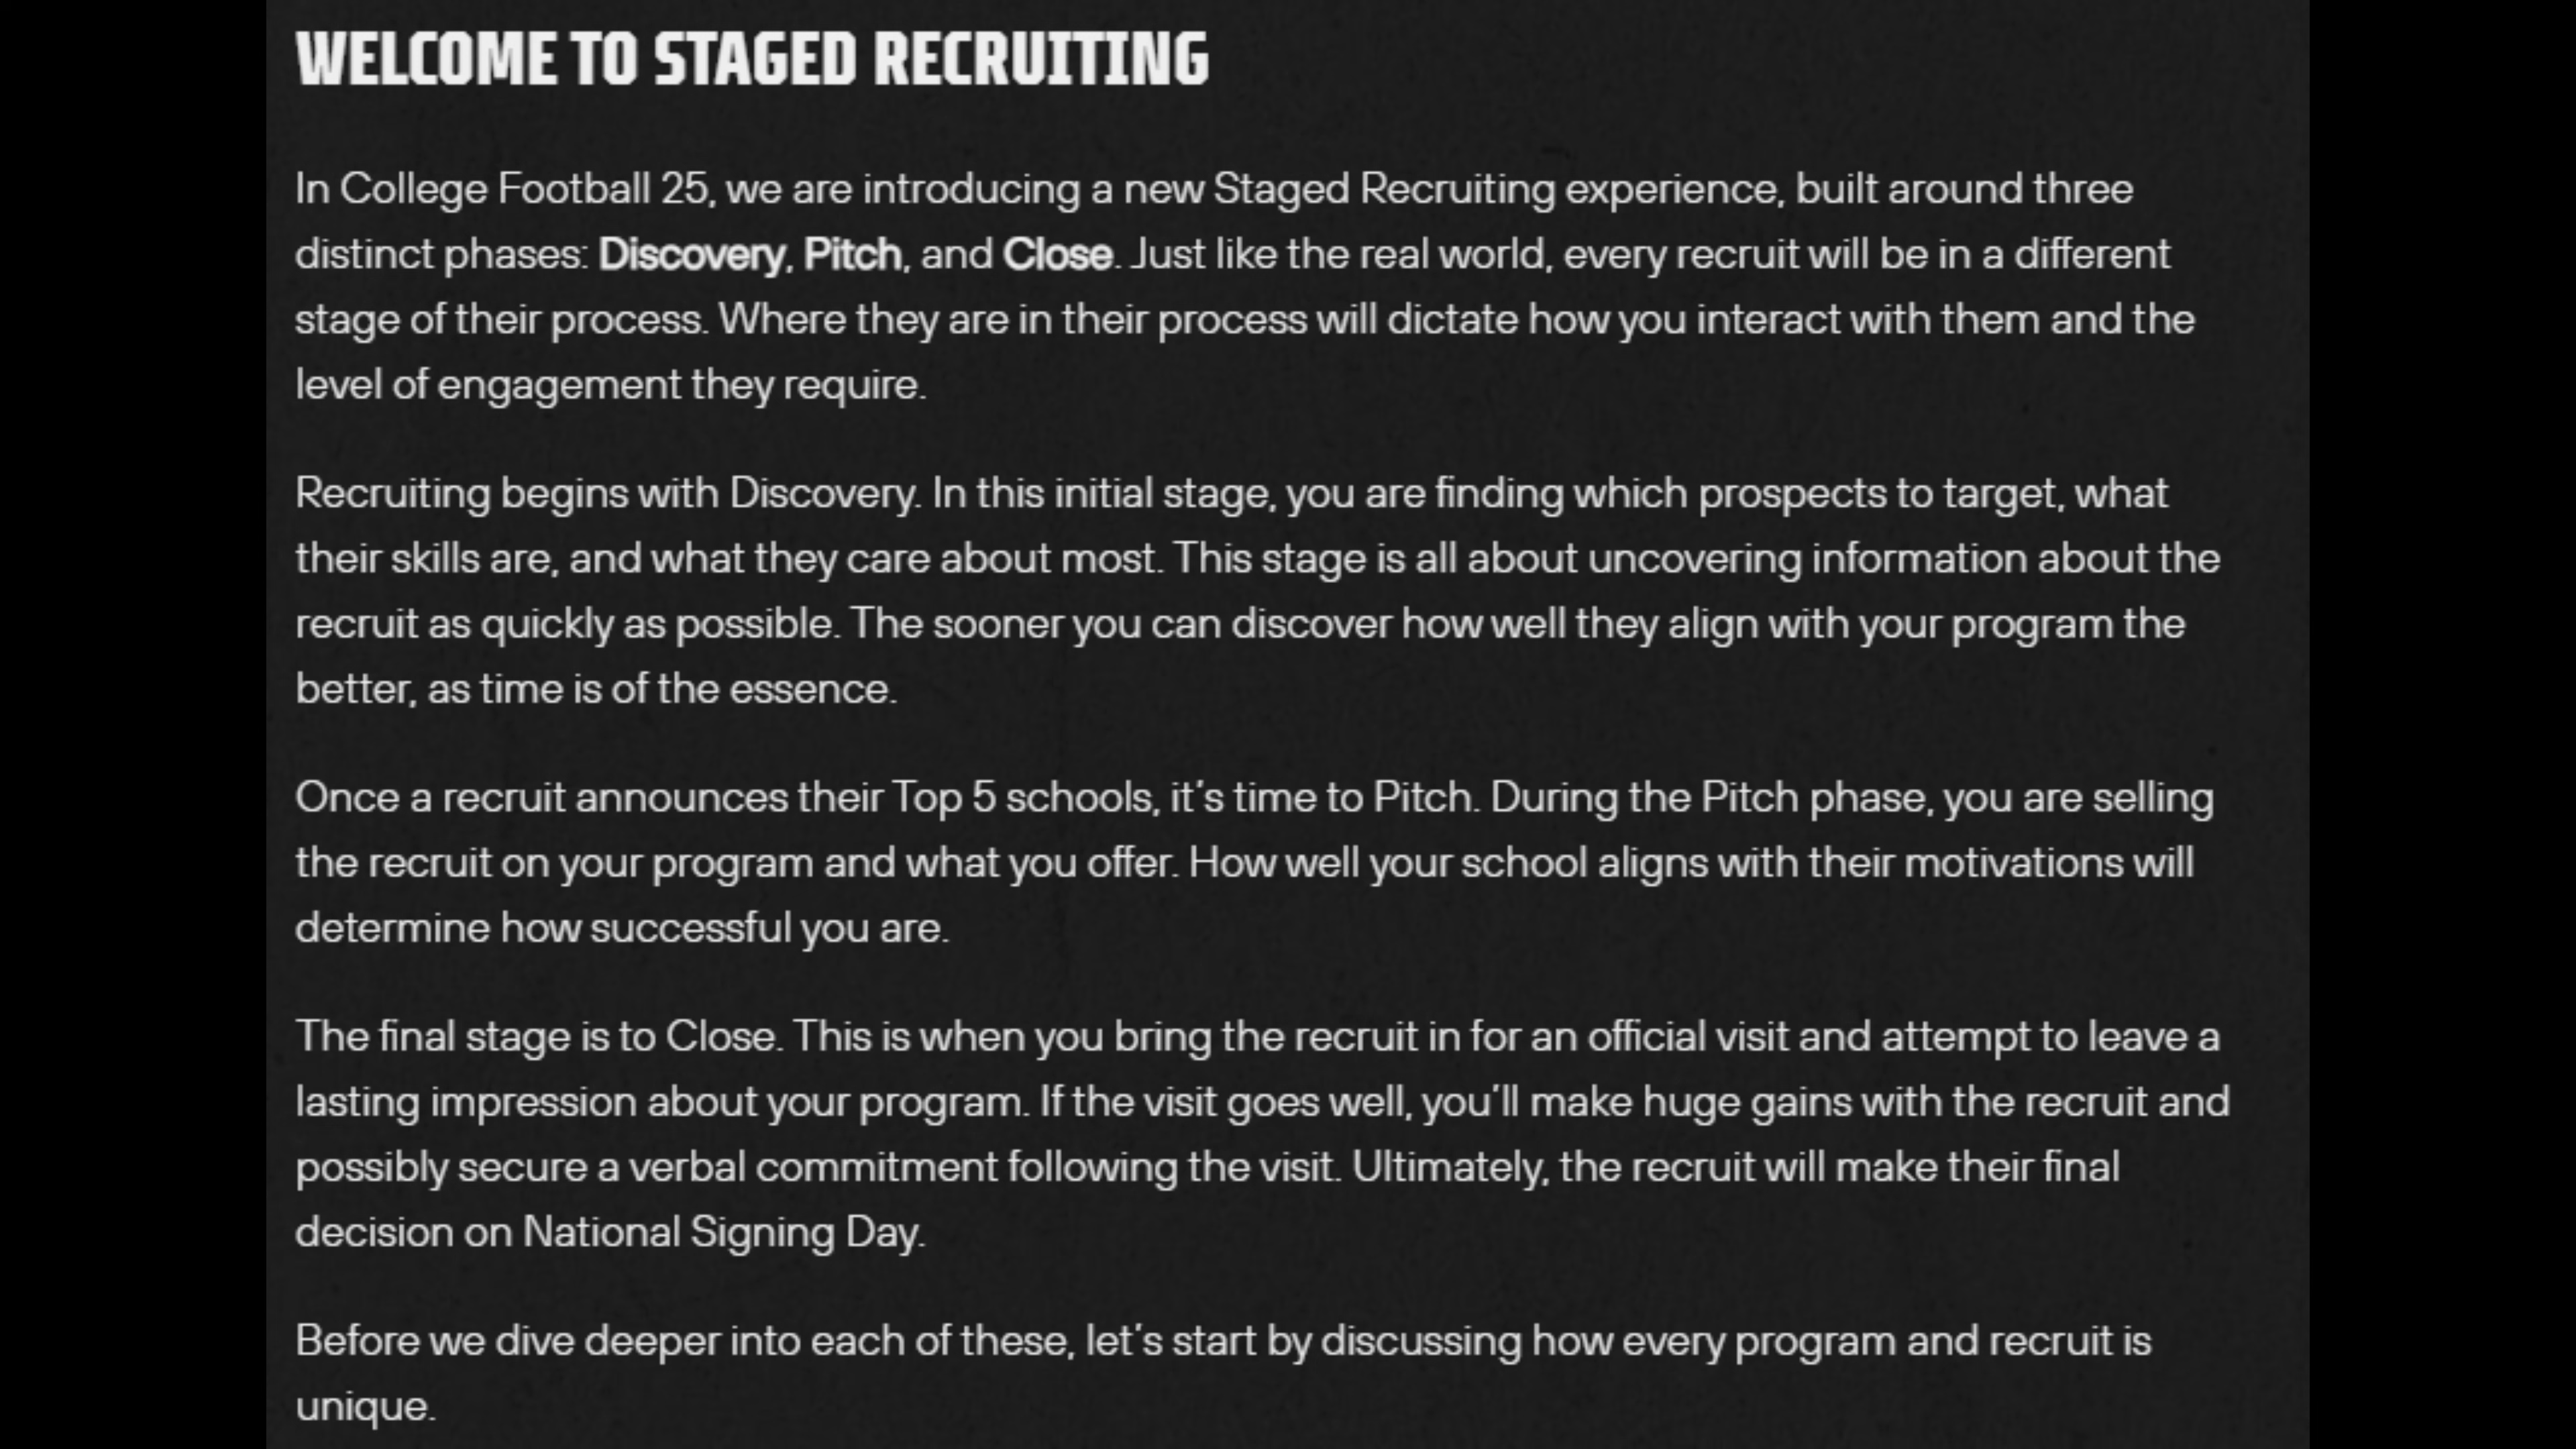 WELCOME TO STAGED RECRUITING
In College Football 25, we are introducing a new Staged Recruiting experience, built around three
distinct phases: Discovery, Pitch, and Close. Just like the real world, every recruit will be in a different
stage of their process. Where they are in their process will dictate how you interact with them and the
level of engagement they require.
Recruiting begins with Discovery. In this initial stage, you are finding which prospects to target, what
their skills are, and what they care about most. This stage is all about uncovering information about the
recruit as quickly as possible. The sooner you can discover how well they align with your program the
better, as time is of the essence.
Once a recruit announces their Top 5 schools, it's time to Pitch. During the Pitch phase, you are selling
the recruit on your program and what you offer. How well your school aligns with their motivations will
determine how successful you are.
The final stage is to Close. This is when you bring the recruit in for an official visit and attempt to leave a
lasting impression about your program. If the visit goes well, you'll make huge gains with the recruit and
possibly secure a verbal commitment following the visit. Ultimately, the recruit will make their final
decision on National Signing Day.
Before we dive deeper into each of these, let's start by discussing how every program and recruit is
unique.